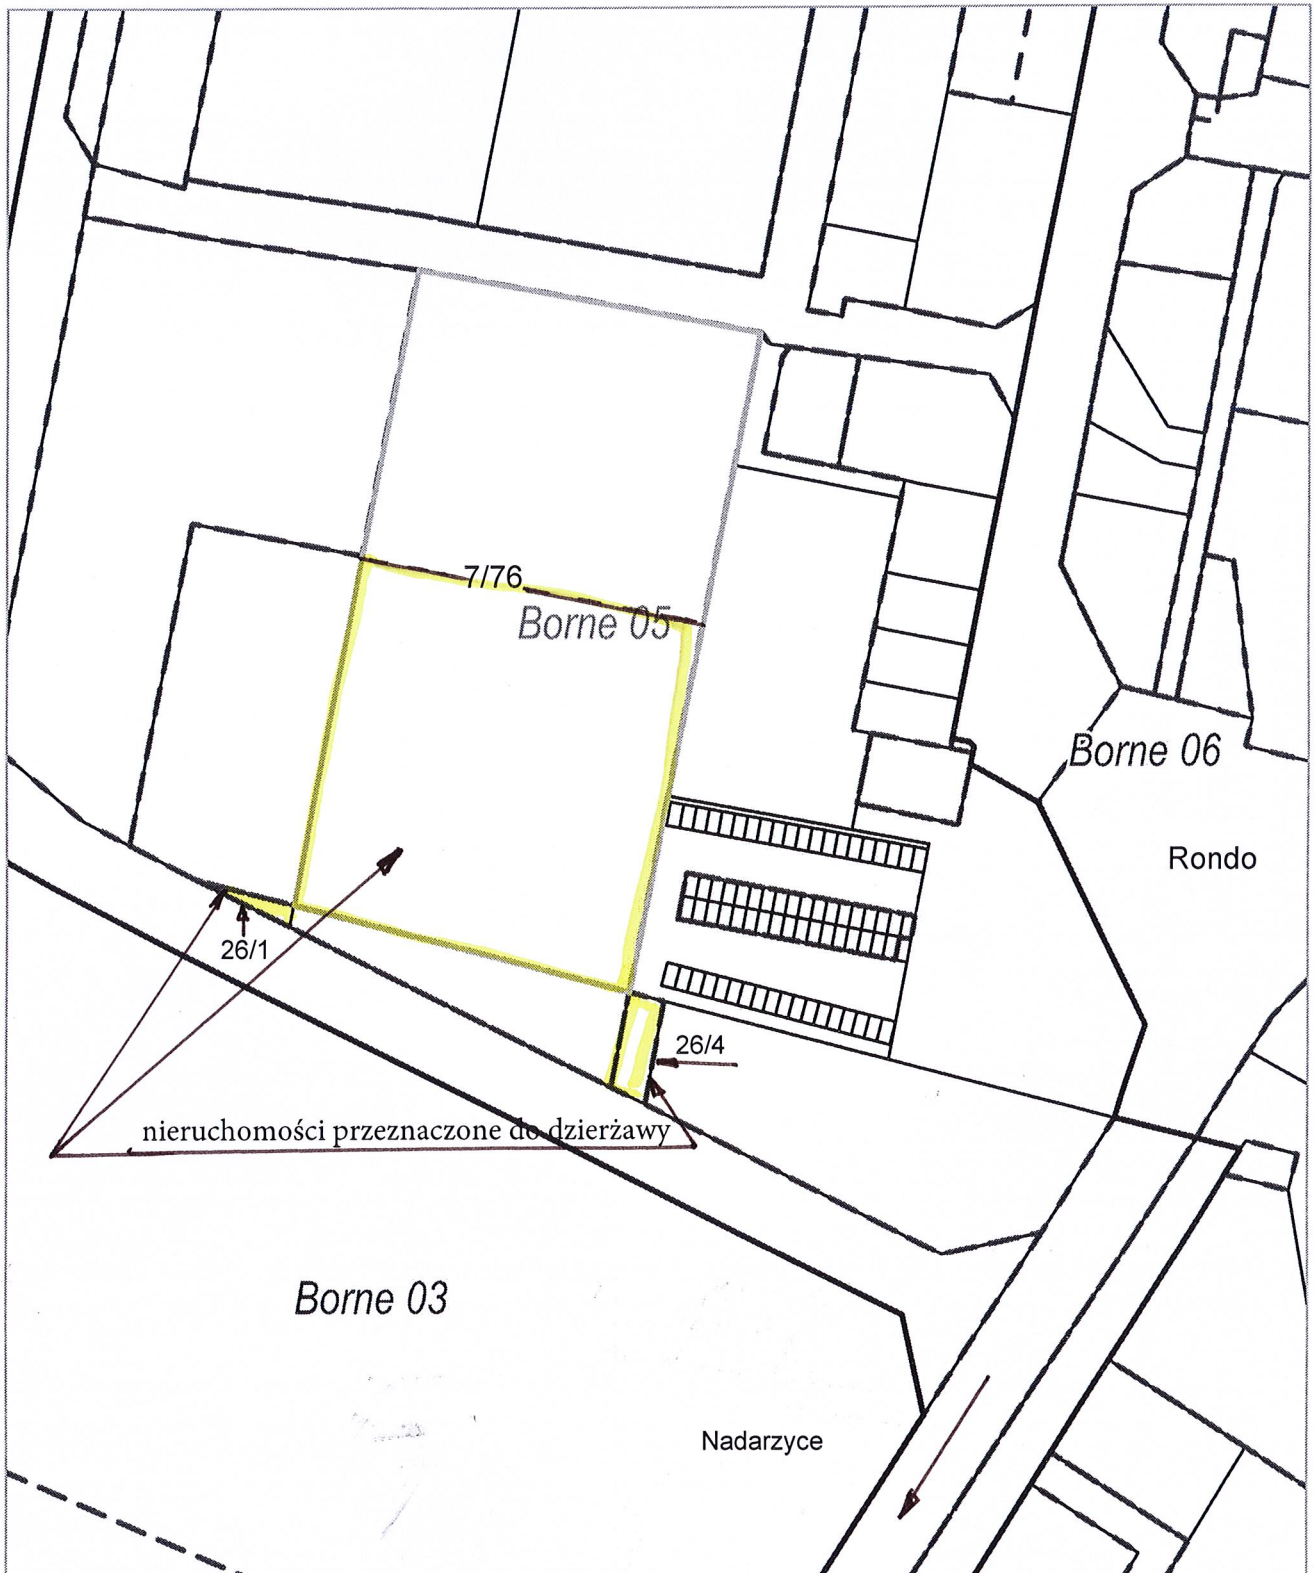 7/76
Borne 05
Borne 06
Rondo
26/1
26/4
nieruchomości przeznaczone do dzierżawy
Borne 03
Nadarzyce